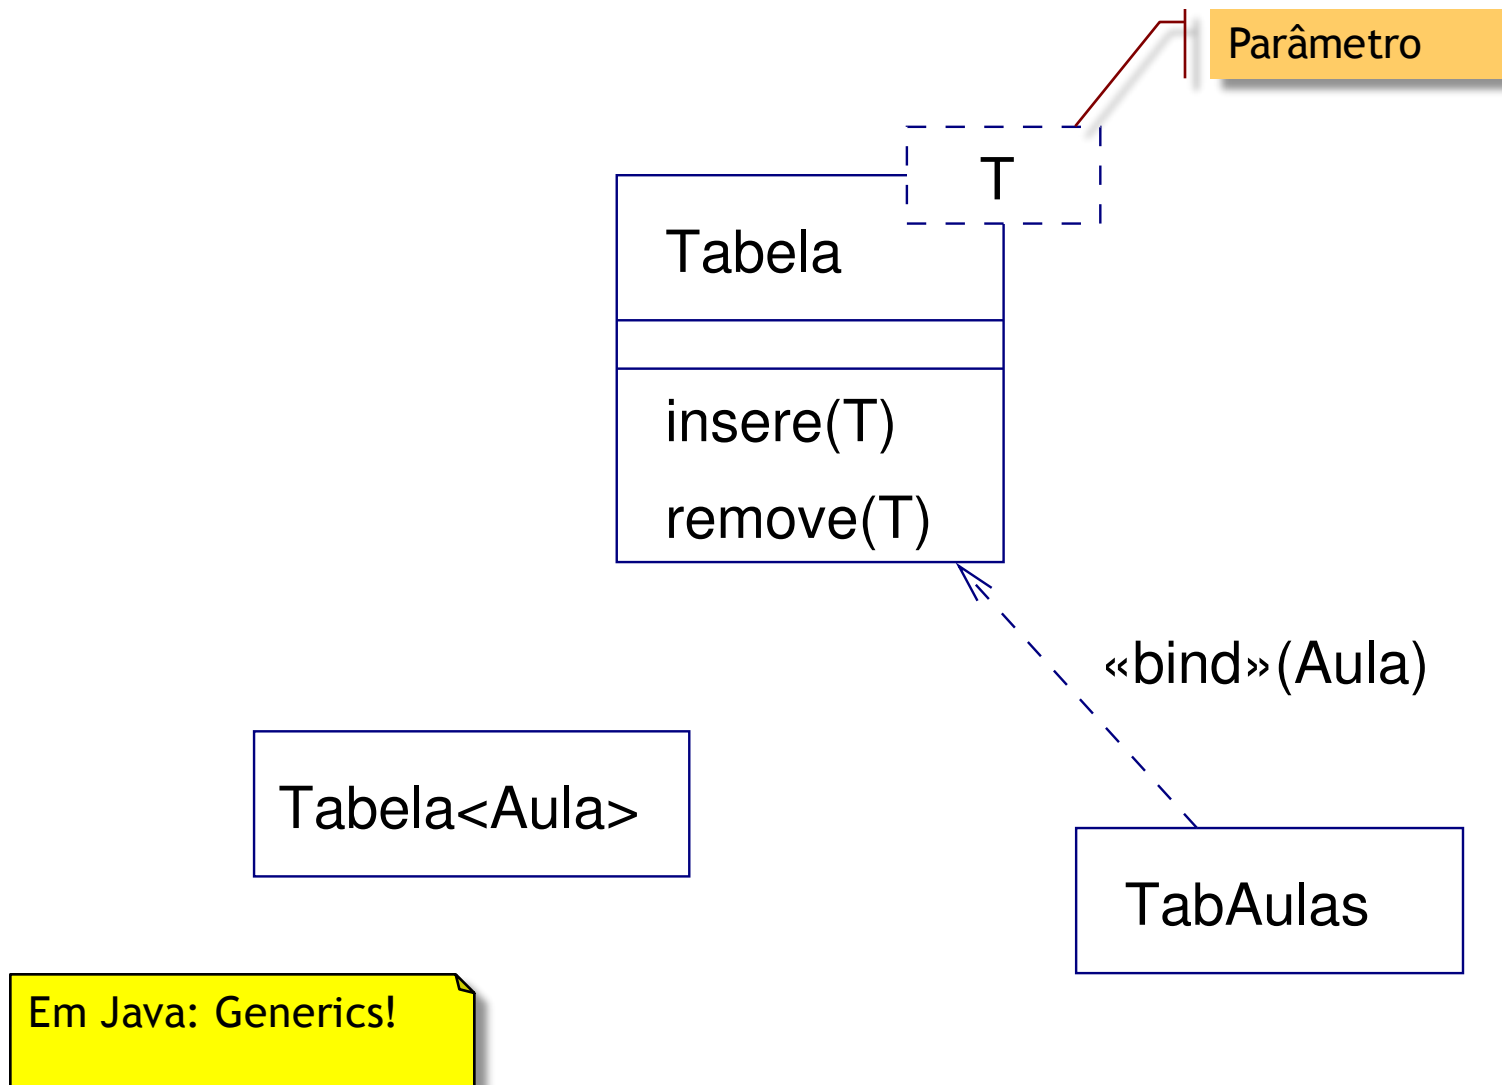 Parâmetro
T
Tabela
insere(T)
remove(T)
«bind»(Aula)
Tabela<Aula>
TabAulas
Em Java: Generics!